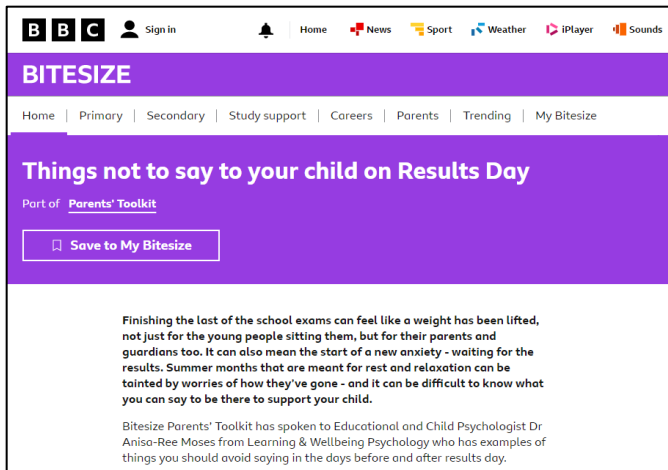 BBC Sign in Home News Sport Weather iPlayer Sounds
BITESIZE
Home Primary Secondary Study support Careers Parents Trending My Bitesize
Things not to say to your child on Results Day
Part of Parents' Toolkit
Save to My Bitesize
Finishing the last of the school exams can feel like a weight has been lifted,
not just for the young people sitting them, but for their parents and
guardians too. It can also mean the start of a new anxiety - waiting for the
results. Summer months that are meant for rest and relaxation can be
tainted by worries of how they've gone - and it can be difficult to know what
you can say to be there to support your child.
Bitesize Parents' Toolkit has spoken to Educational and Child Psychologist Dr
Anisa-Ree Moses from Learning & Wellbeing Psychology who has examples of
things you should avoid saying in the days before and after results day.